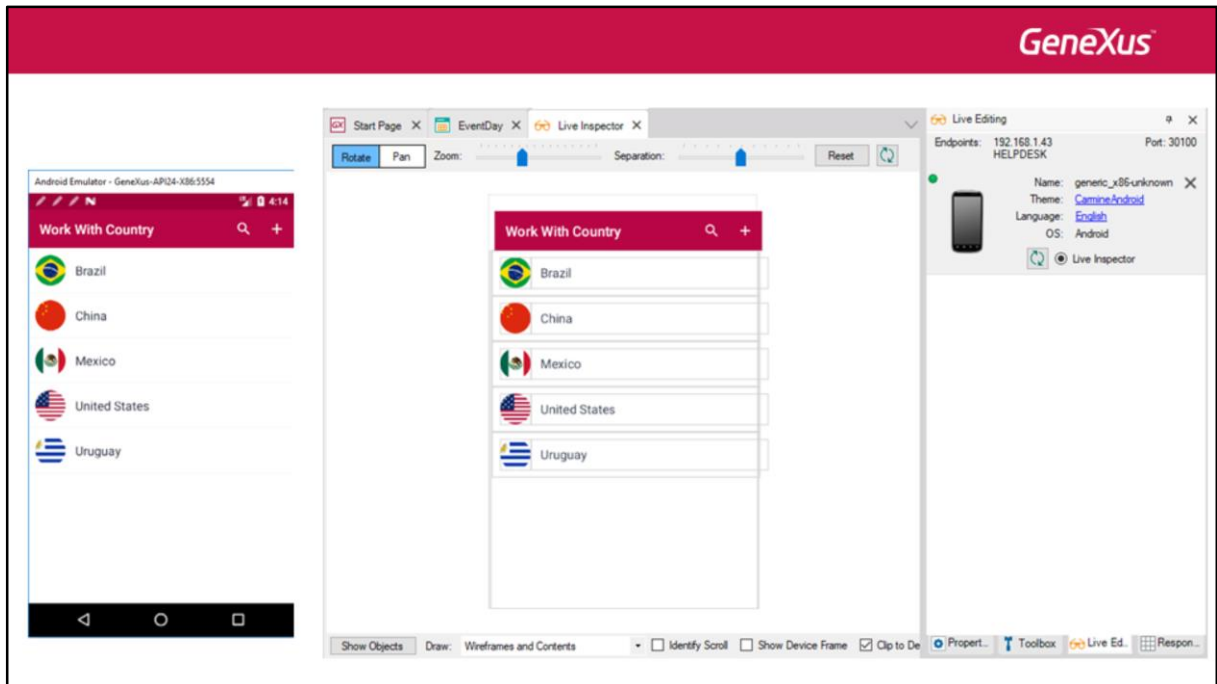 GeneXus
Android Emulator - GeneXus-API24-X86:5554
4:14
Work With Country
Brazil
China
Mexico
United States
Uruguay
Start Page
EventDay
Live Inspector
Rotate
Pan
Zoom:
Separation:
Reset
Work With Country
Brazil
China
Mexico
United States
Uruguay
Show Objects
Draw:
Wireframes and Contents
Identify Scroll
Show Device Frame
Clip to De
Live Editing
Endpoints: 192.168.1.43 Port: 30100
HELPDESK
Name: generic_x86-unknown
Theme: CarmineAndroid
Language: English
OS: Android
Live Inspector
Propert...
Toolbox
Live Ed...
Respon...